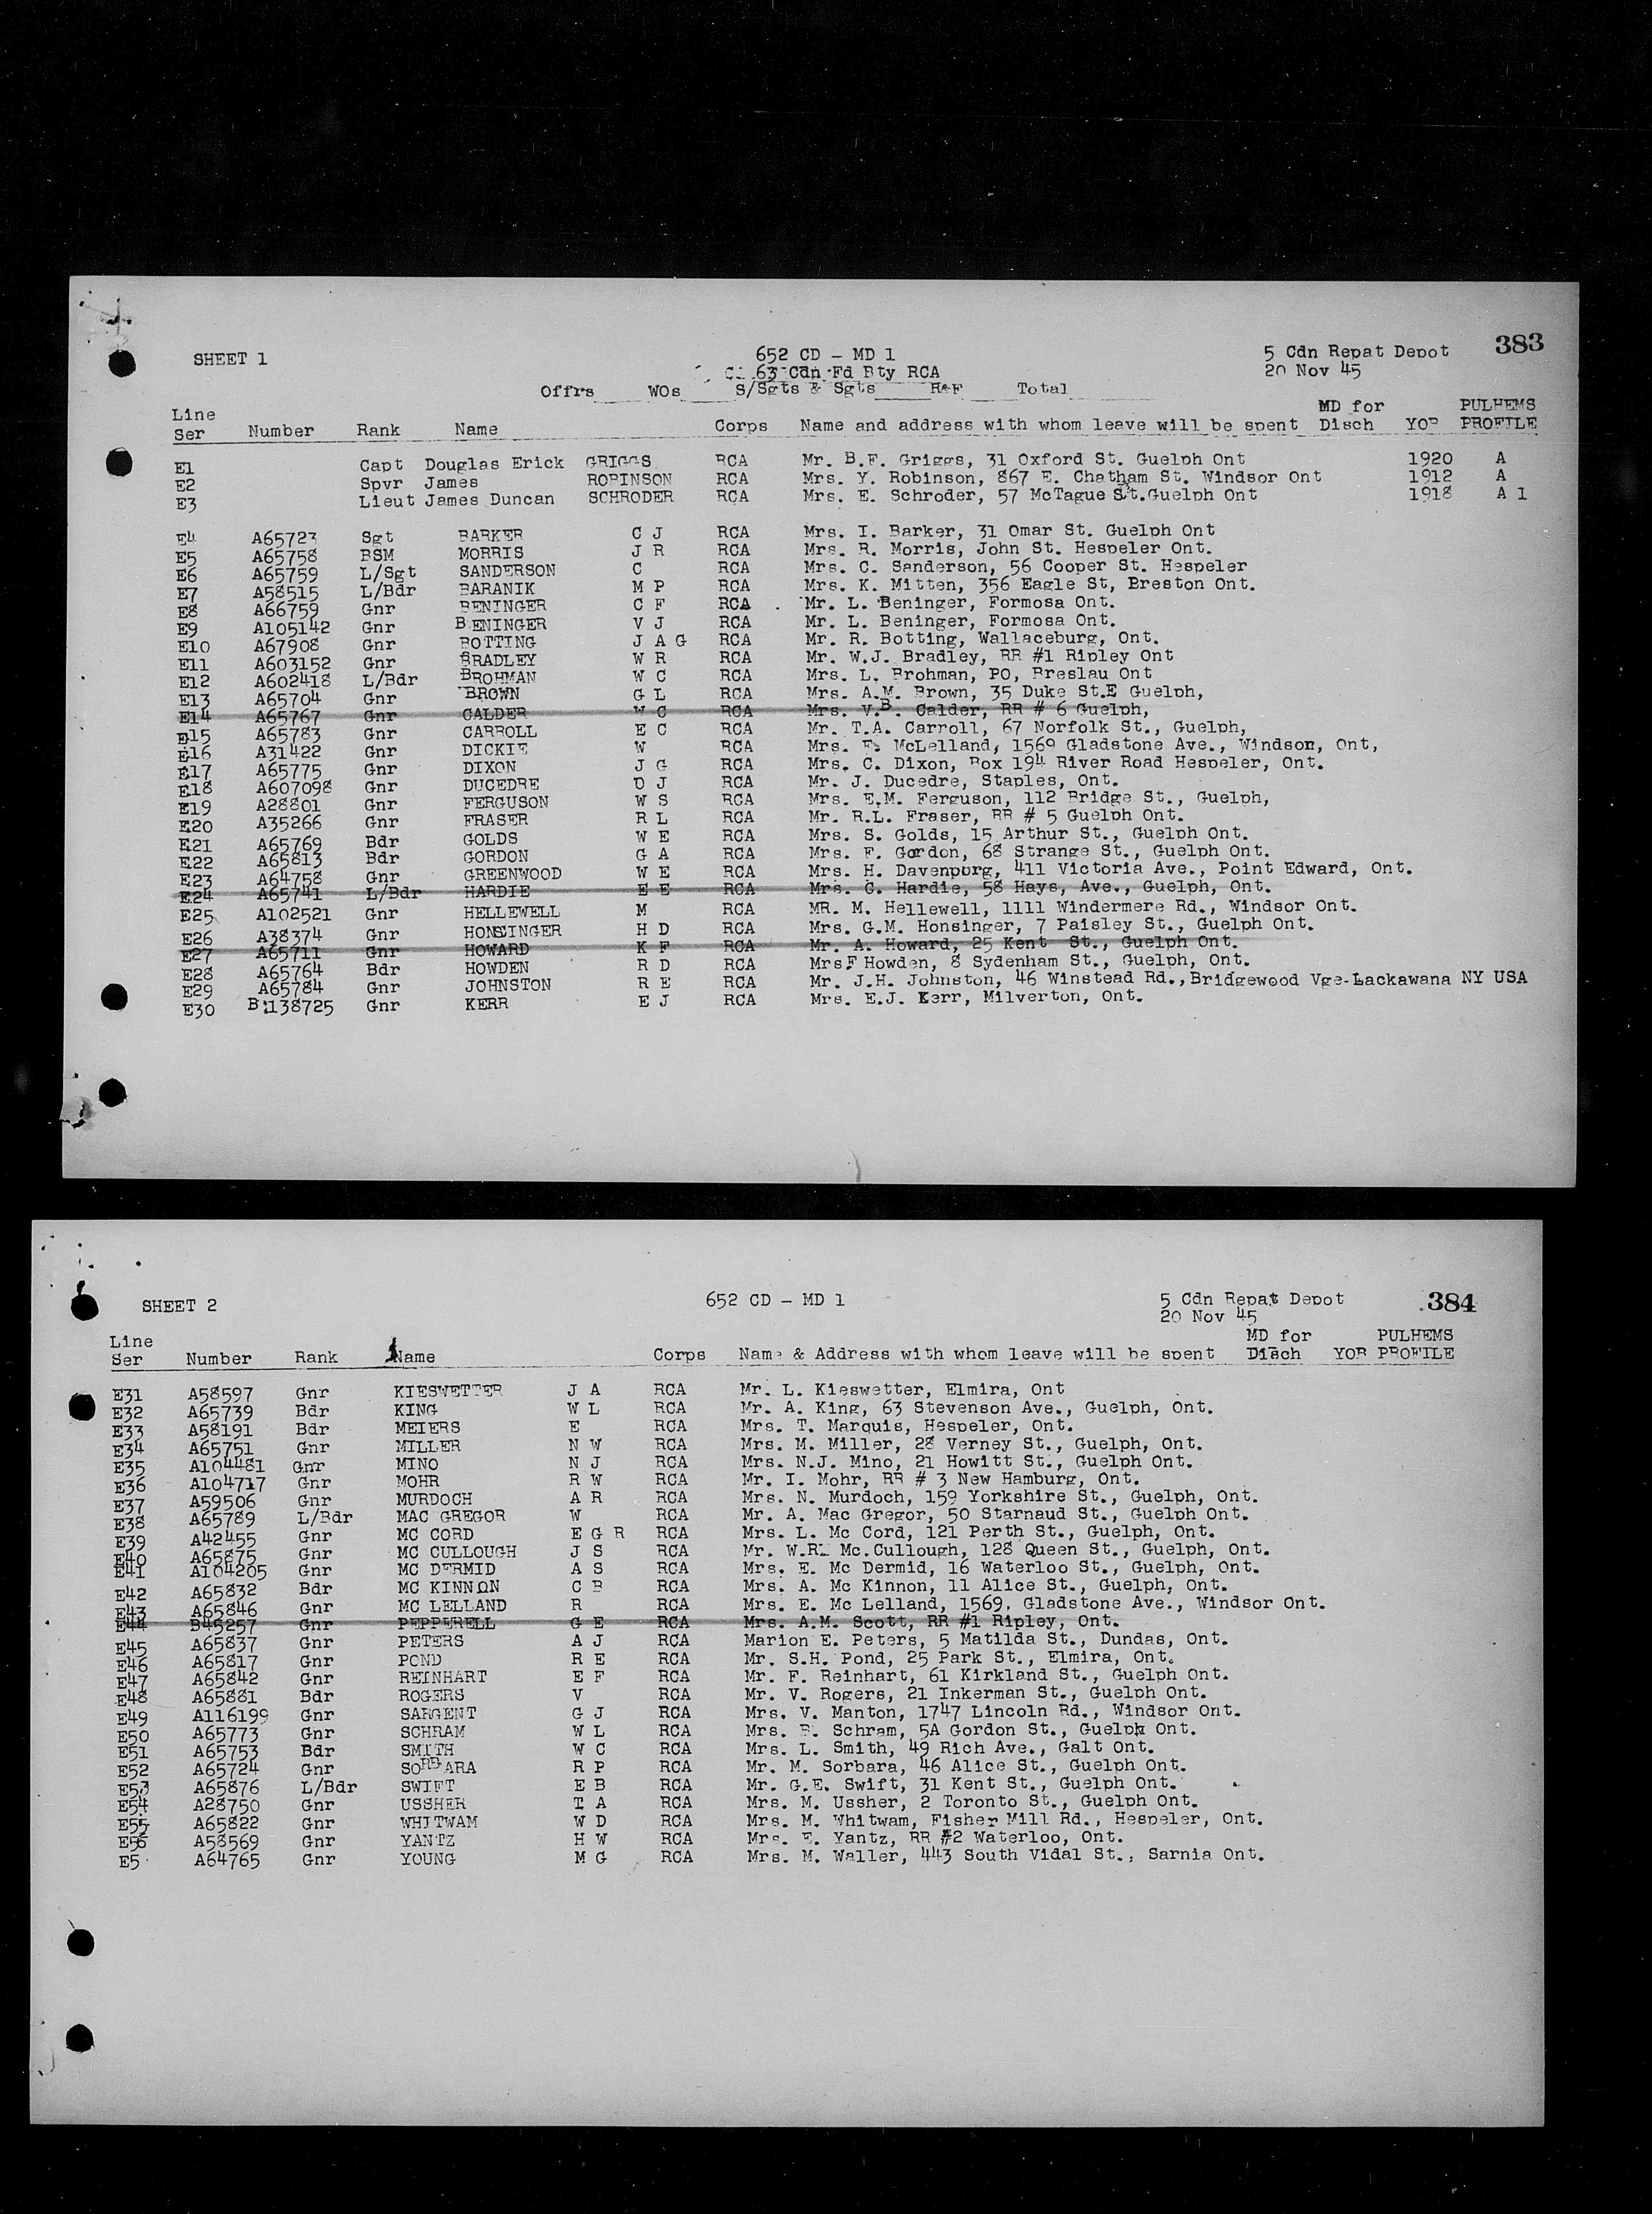 383
SHEET 1 652 CD - MD 1 5 Cdn Repat Depot
63 Cdn Fd Bty RCA 20 Nov 45
Offrs WOs S/Sgts & Sgts R&F Total
Line MD for PULHEMS
Ser Number Rank Name Corps Name and address with whom leave will be spent Disch YOB PROFILE
E1 Capt Douglas Erick GRIGGS RCA Mr. B.F. Griggs, 31 Oxford St. Guelph Ont 1920 A
E2 Spvr James ROBINSON RCA Mrs. Y. Robinson, 867 E. Chatham St. Windsor Ont 1912 A
E3 Lieut James Duncan SCHRODER RCA Mrs. E. Schroder, 57 McTague St.Guelph Ont 1918 A 1
E4 A65723 Sgt BARKER C J RCA Mrs. I. Barker, 31 Omar St. Guelph Ont
E5 A65758 BSM MORRIS J R RCA Mrs. R. Morris, John St. Hespeler Ont.
E6 A65759 L/Sgt SANDERSON C RCA Mrs. C. Sanderson, 56 Cooper St. Hespeler
E7 A58515 L/Bdr BARANIK M P RCA Mrs. K. Mitten, 356 Eagle St, Breston Ont.
E8 A66759 Gnr BENINGER C F RCA Mr. L. Beninger, Formosa Ont.
E9 A105142 Gnr BENINGER V J RCA Mr. L. Beninger, Formosa Ont.
E10 A67908 Gnr BOTTING J A G RCA Mr. R. Botting, Wallaceburg, Ont.
E11 A603152 Gnr BRADLEY W R RCA Mr. W.J. Bradley, RR #1 Ripley Ont
E12 A602418 L/Bdr BROHMAN W C RCA Mrs. L. Brohman, PO, Breslau Ont
E13 A65704 Gnr BROWN G L RCA Mrs. A.M. Brown, 35 Duke St.E Guelph,
E14 A65767 Gnr CALDER W C RCA Mrs. V.B. Calder, RR # 6 Guelph,
E15 A65783 Gnr CARROLL E C RCA Mr. T.A. Carroll, 67 Norfolk St., Guelph,
E16 A31422 Gnr DICKIE W RCA Mrs. E. McLelland, 1569 Gladstone Ave., Windson, Ont,
E17 A65775 Gnr DIXON J G RCA Mrs. C. Dixon, Box 194 River Road Hespeler, Ont.
E18 A607098 Gnr DUCEDRE O J RCA Mr. J. Ducedre, Staples, Ont.
E19 A28801 Gnr FERGUSON W S RCA Mrs. E.M. Ferguson, 112 Bridge St., Guelph,
E20 A35266 Gnr FRASER R L RCA Mr. R.L. Fraser, RR # 5 Guelph Ont.
E21 A65769 Bdr GOLDS W E RCA Mrs. S. Golds, 15 Arthur St., Guelph Ont.
E22 A65813 Bdr GORDON G A RCA Mrs. F. Gordon, 68 Strange St., Guelph Ont.
E23 A64758 Gnr GREENWOOD W E RCA Mrs. H. Davenporg, 411 Victoria Ave., Point Edward, Ont.
E24 A65741 L/Bdr HARDIE E E RCA Mrs. C. Hardie, 58 Hays, Ave., Guelph, Ont.
E25 A102521 Gnr HELLEWELL M RCA MR. M. Hellewell, 1111 Windermere Rd., Windsor Ont.
E26 A38374 Gnr HONSINGER H D RCA Mrs. G.M. Honsinger, 7 Paisley St., Guelph Ont.
E27 A65711 Gnr HOWARD K F RCA Mr. A. Howard, 25 Kent St., Guelph Ont.
E28 A65764 Bdr HOWDEN R D RCA Mrs F Howden, 8 Sydenham St., Guelph, Ont.
E29 A65784 Gnr JOHNSTON R E RCA Mr. J.H. Johnston, 46 Winstead Rd., Bridgewood Vge-Lackawana NY USA
E30 B138725 Gnr KERR E J RCA Mrs. E.J. Kerr, Milverton, Ont.
SHEET 2 652 CD - MD 1 5 Cdn Repat Depot 384
20 Nov 45
Line MD for PULHEMS
Ser Number Rank Name Corps Name & Address with whom leave will be spent Disch YOB PROFILE
E31 A58597 Gnr KIESWETTER J A RCA Mr. L. Kieswetter, Elmira, Ont
E32 A65739 Bdr KING W L RCA Mr. A. King, 63 Stevenson Ave., Guelph, Ont.
E33 A58191 Bdr MEIERS E RCA Mrs. T. Marquis, Hespeler, Ont.
E34 A65751 Gnr MILLER N W RCA Mrs. M. Miller, 28 Verney St., Guelph, Ont.
E35 A104481 Gnr MINO N J RCA Mrs. N.J. Mino, 21 Howitt St., Guelph Ont.
E36 A104717 Gnr MOHR R W RCA Mr. I. Mohr, RR # 3 New Hamburg, Ont.
E37 A59506 Gnr MURDOCH A R RCA Mrs. N. Murdoch, 159 Yorkshire St., Guelph, Ont.
E38 A65789 L/Bdr MAC GREGOR W RCA Mr. A. Mac Gregor, 50 Starnaud St., Guelph Ont.
E39 A42455 Gnr MC CORD E G R RCA Mrs. L. Mc Cord, 121 Perth St., Guelph, Ont.
E40 A65875 Gnr MC CULLOUGH J S RCA Mr. W.R. Mc.Cullough, 128 Queen St., Guelph, Ont.
E41 A104205 Gnr MC DERMID A S RCA Mrs. E. Mc Dermid, 16 Waterloo St., Guelph, Ont.
E42 A65832 Bdr MC KINNON C B RCA Mrs. A. Mc Kinnon, 11 Alice St., Guelph, Ont.
E43 A65846 Gnr MC LELLAND R RCA Mrs. E. Mc Lelland, 1569, Gladstone Ave., Windsor Ont.
E44 B45257 Gnr PEPPERELL G E RCA Mrs. A.M. Scott, RR #1 Ripley, Ont.
E45 A65837 Gnr PETERS A J RCA Marion E. Peters, 5 Matilda St., Dundas, Ont.
E46 A65817 Gnr POND R E RCA Mr. S.H. Pond, 25 Park St., Elmira, Ont.
E47 A65842 Gnr REINHART E F RCA Mr. F. Reinhart, 61 Kirkland St., Guelph Ont.
E48 A65881 Bdr ROGERS V RCA Mr. V. Rogers, 21 Inkerman St., Guelph Ont.
E49 A116199 Gnr SARGENT G J RCA Mrs. V. Manton, 1747 Lincoln Rd., Windsor Ont.
E50 A65773 Gnr SCHRAM W L RCA Mrs. Schram, 5A Gordon St., Guelph Ont.
E51 A65753 Bdr SMITH W C RCA Mrs. L. Smith, 49 Rich Ave., Galt Ont.
E52 A65724 Gnr SORBARA R P RCA Mr. M. Sorbara, 46 Alice St., Guelph Ont.
E53 A65876 L/Bdr SWIFT E B RCA Mr. G.E. Swift, 31 Kent St., Guelph Ont.
E54 A28750 Gnr USSHER T A RCA Mrs. M. Ussher, 2 Toronto St., Guelph Ont.
E55 A65822 Gnr WHITWAM W D RCA Mrs. M. Whitwam, Fisher Mill Rd., Hespeler, Ont.
E56 A58569 Gnr YANTZ H W RCA Mrs. E. Yantz, RR #2 Waterloo, Ont.
E5 A64765 Gnr YOUNG M G RCA Mrs. M. Waller, 443 South Vidal St., Sarnia Ont.